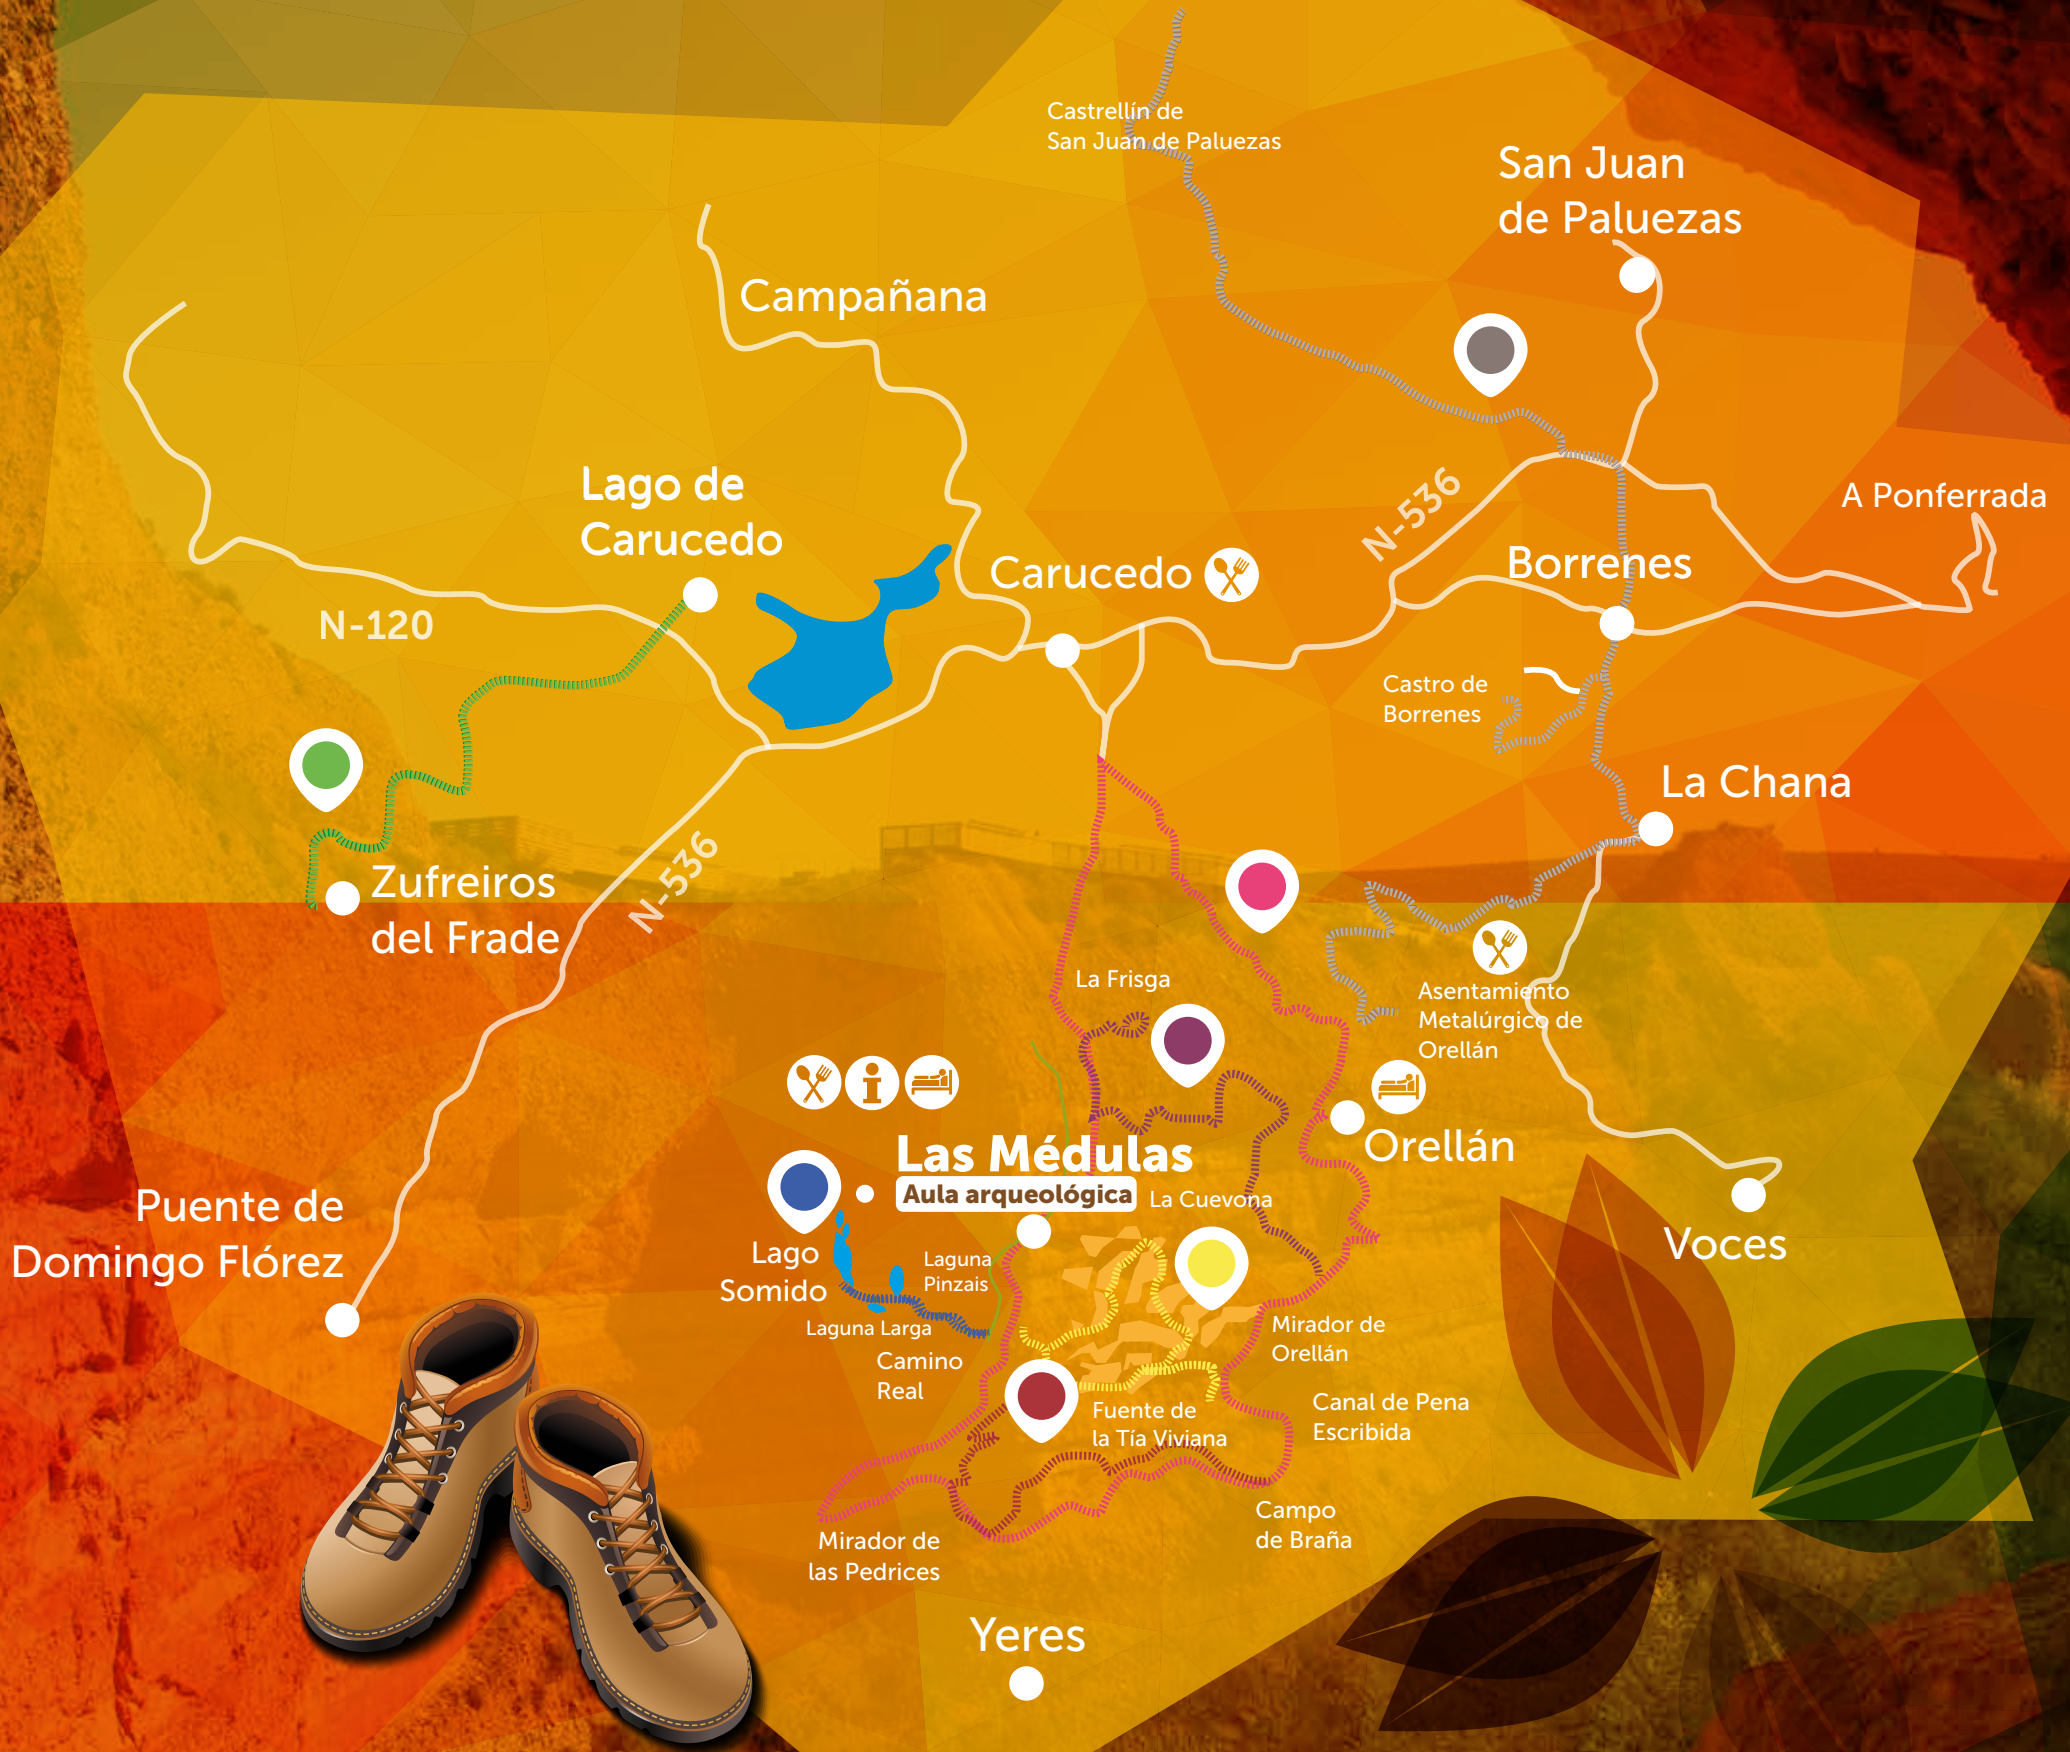 Castrellín de
San Juan de Paluezas
San Juan
de Paluezas
Campañana
Lago de
Carucedo
N-536
A Ponferrada
Carucedo
Borrenes
N-120
Castro de
Borrenes
La Chana
Zufreiros
del Frade
N-536
La Frisga
Asentamiento
Metalúrgico de
Orellán
Orellán
Las Médulas
Aula arqueológica
La Cuevona
Puente de
Domingo Flórez
Voces
Lago
Somido
Laguna
Pinzais
Laguna Larga
Camino
Real
Mirador de
Orellán
Fuente de
la Tía Viviana
Canal de Pena
Escribida
Campo
de Braña
Mirador de
las Pedrices
Yeres